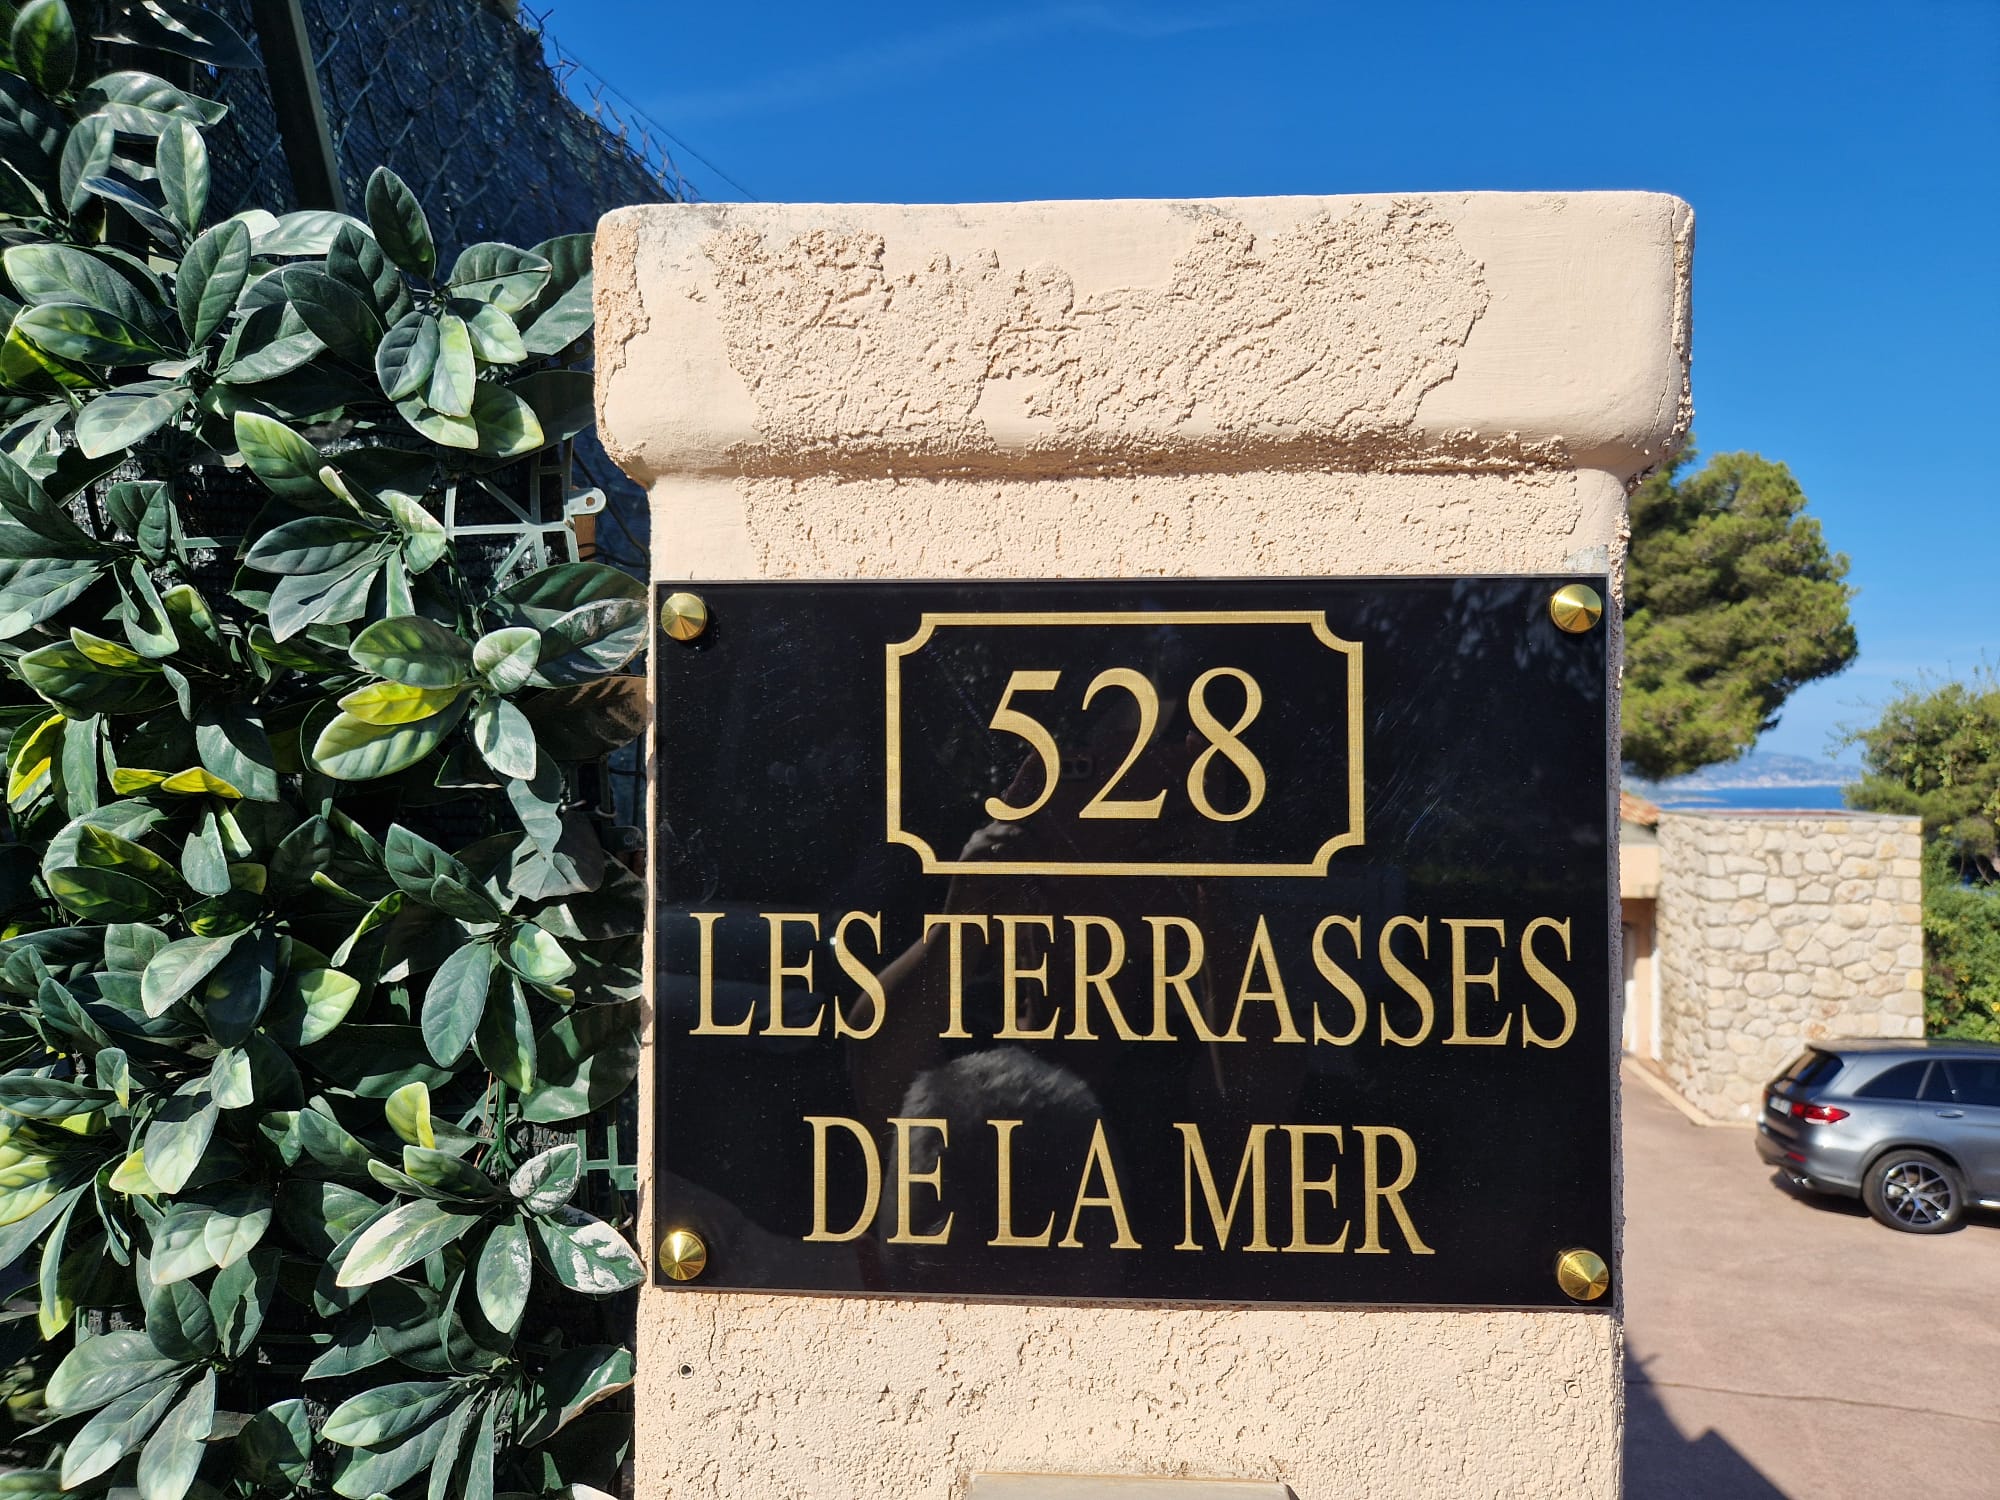 528
LES TERRASSES
DE LA MER